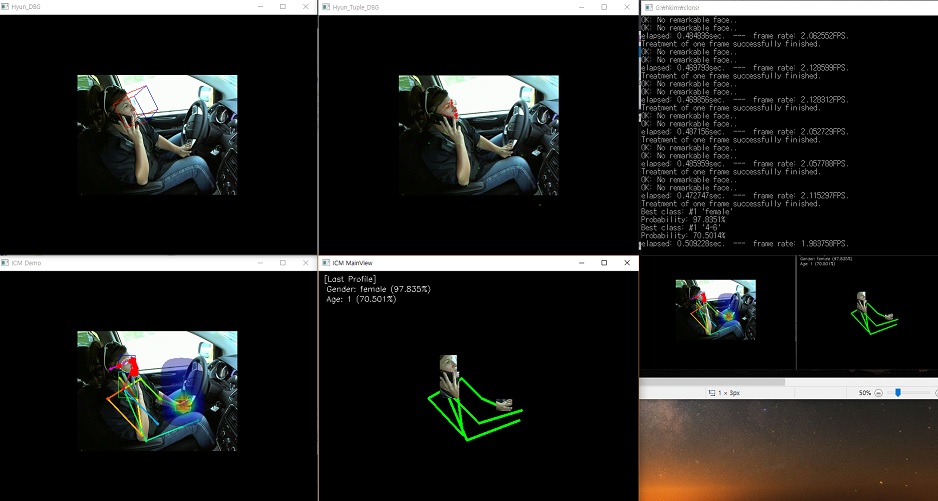 Hyun_DBG
Hyun_Tuple_DBG
OK: No remarkable face..
OK: No remarkable face..
elapsed: 0.484836sec. --- frame rate: 2.062552FPS.
Treatment of one frame successfully finished.
OK: No remarkable face..
OK: No remarkable face..
elapsed: 0.469793sec. --- frame rate: 2.128599FPS.
Treatment of one frame successfully finished.
OK: No remarkable face..
OK: No remarkable face..
elapsed: 0.469856sec. --- frame rate: 2.128312FPS.
Treatment of one frame successfully finished.
OK: No remarkable face..
OK: No remarkable face..
elapsed: 0.487156sec. --- frame rate: 2.052729FPS.
Treatment of one frame successfully finished.
OK: No remarkable face..
OK: No remarkable face..
elapsed: 0.485959sec. --- frame rate: 2.057788FPS.
Treatment of one frame successfully finished.
OK: No remarkable face..
OK: No remarkable face..
elapsed: 0.472747sec. --- frame rate: 2.115297FPS.
Treatment of one frame successfully finished.
Best class: #1 'female'
Probability: 97.8351%
Best class: #1 '4-6'
Probability: 70.5014%
elapsed: 0.509228sec. --- frame rate: 1.963758FPS.
ICM Demo
ICM MainView
[Last Profile]
Gender: female (97.835%)
Age: 1 (70.501%)
[Last Profile]
Gender: female (97.835%)
Age: 1 (70.501%)
1 × 3px
50%